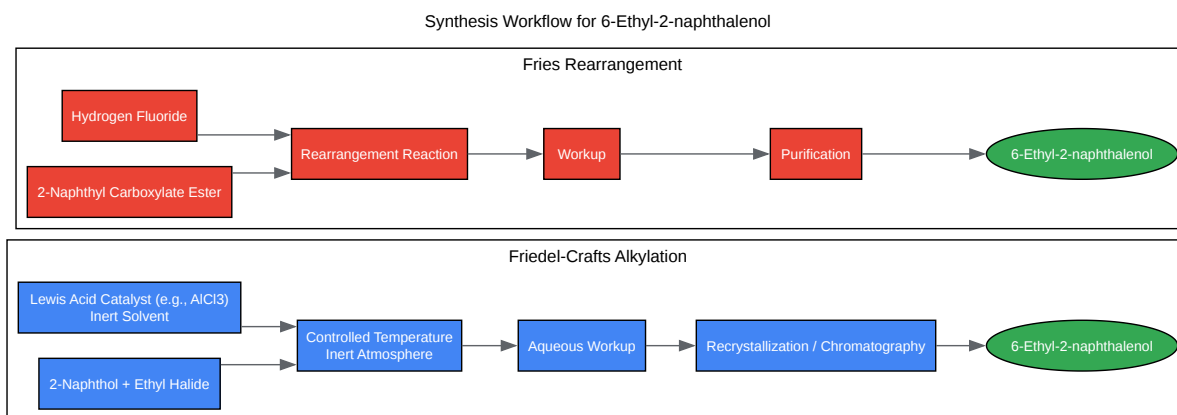 Synthesis Workflow for 6-Ethyl-2-naphthalenol
Fries Rearrangement
Hydrogen Fluoride
2-Naphthyl Carboxylate Ester
Rearrangement Reaction
Workup
Purification
6-Ethyl-2-naphthalenol
Friedel-Crafts Alkylation
Lewis Acid Catalyst (e.g., AlCl3)
Inert Solvent
2-Naphthol + Ethyl Halide
Controlled Temperature
Inert Atmosphere
Aqueous Workup
Recrystallization / Chromatography
6-Ethyl-2-naphthalenol